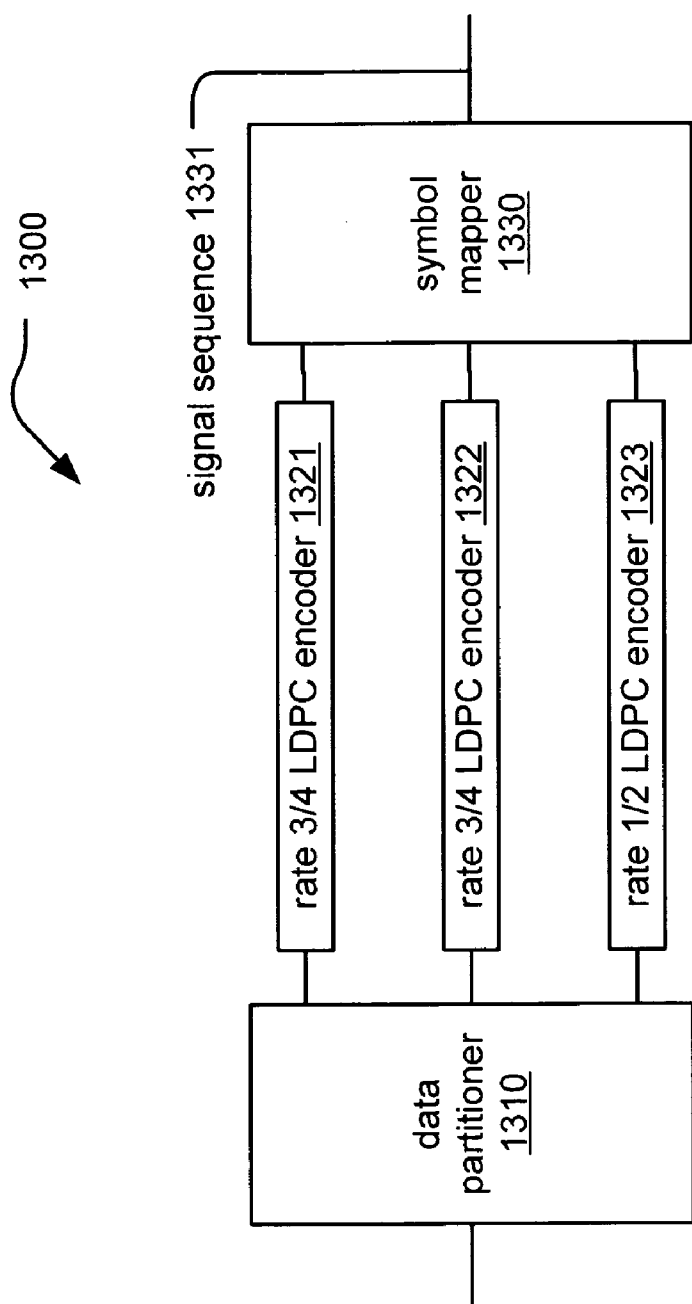 1300
signal sequence 1331
data
partitioner
1310
rate 3/4 LDPC encoder 1321
rate 3/4 LDPC encoder 1322
rate 1/2 LDPC encoder 1323
symbol
mapper
1330